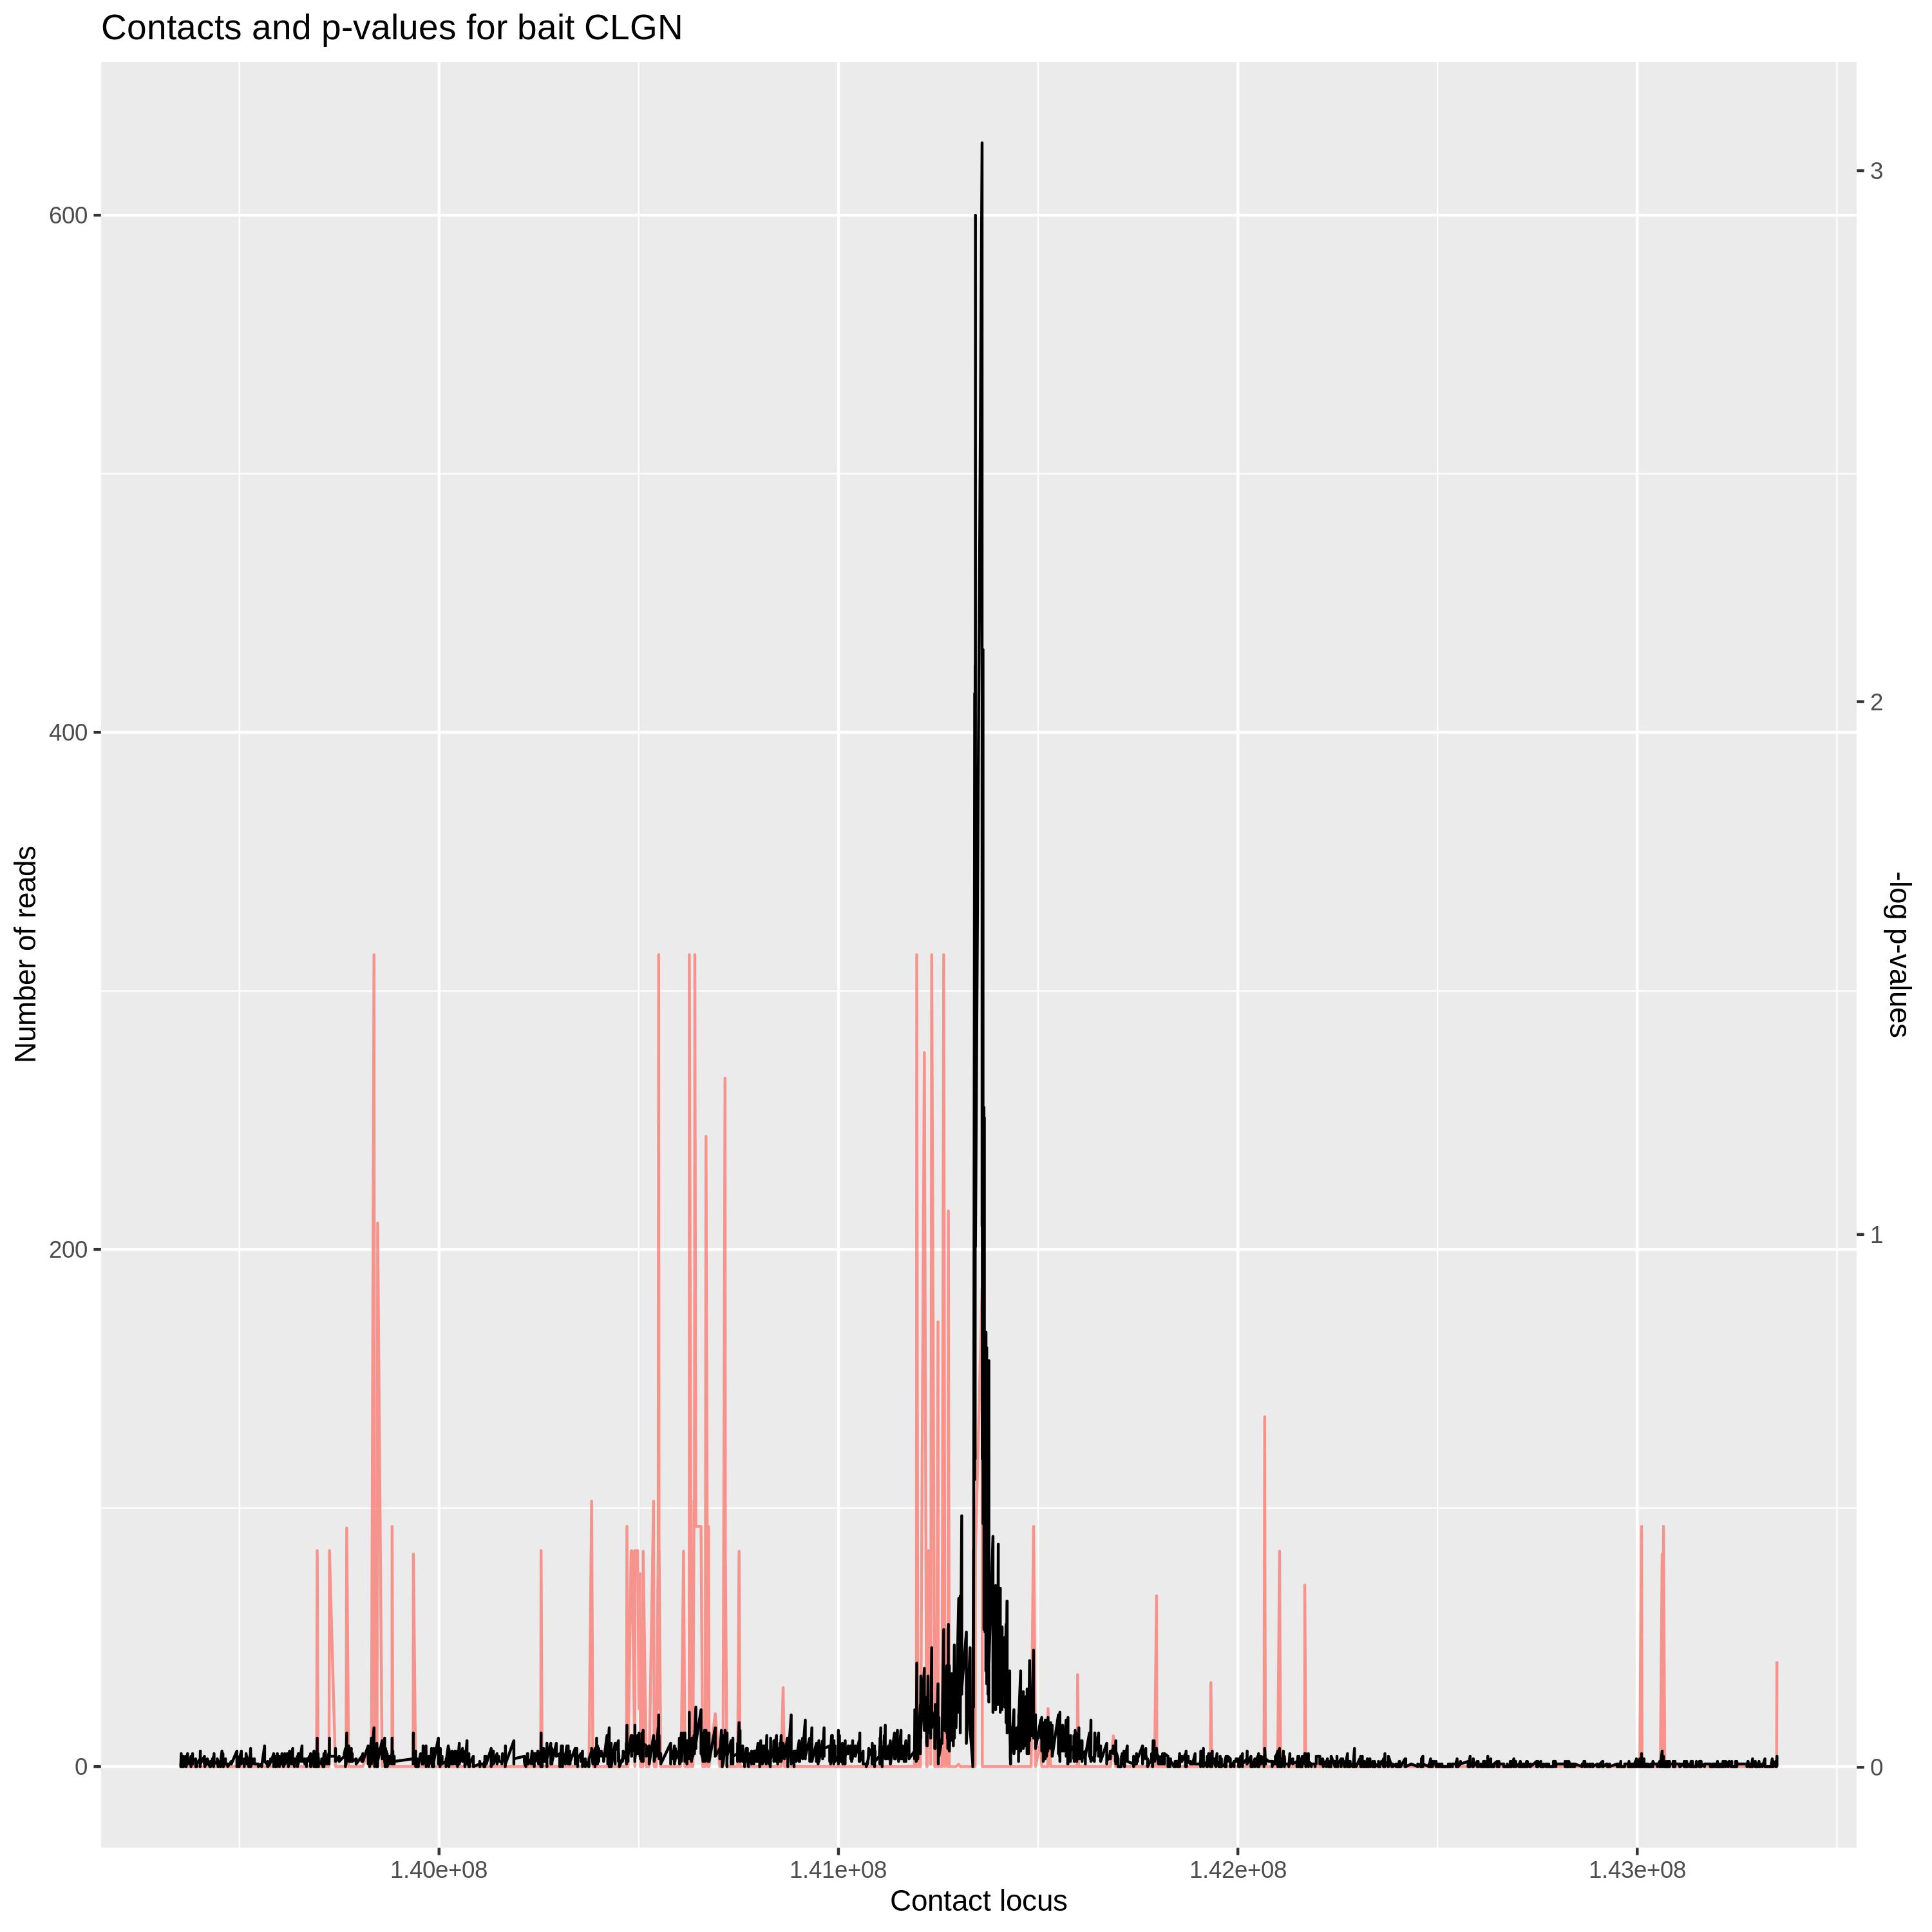 Contacts and p-values for bait CLGN
Number of reads
600
400
200
0
3
2
1
0
-log p-values
1.40e+08
1.41e+08
1.42e+08
1.43e+08
Contact locus